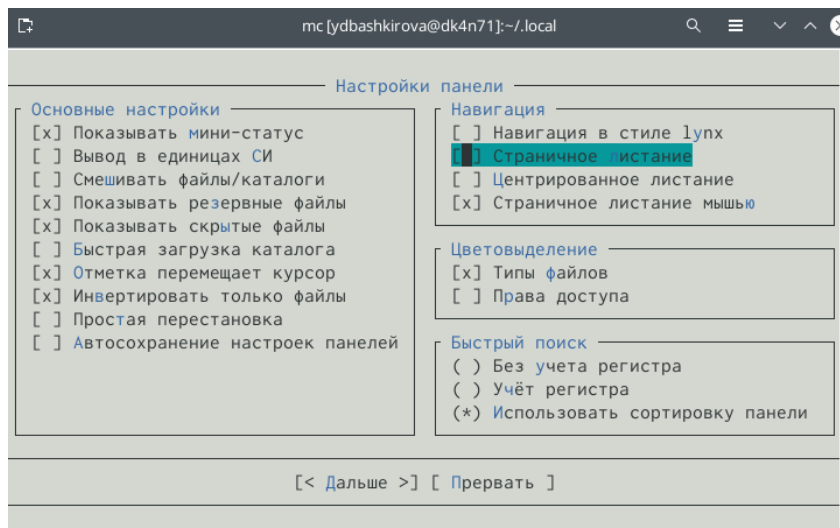 mc [ydbashkirova@dk4n71]:~/.local
Настройки панели
Основные настройки
[x] Показывать мини-статус
[ ] Вывод в единицах СИ
[ ] Смешивать файлы/каталоги
[x] Показывать резервные файлы
[x] Показывать скрытые файлы
[ ] Быстрая загрузка каталога
[x] Отметка перемещает курсор
[x] Инвертировать только файлы
[ ] Простая перестановка
[ ] Автосохранение настроек панелей
Навигация
[ ] Навигация в стиле lynx
[ ] Страничное листание
[ ] Центрированное листание
[x] Страничное листание мышью
Цветовыделение
[x] Типы файлов
[ ] Права доступа
Быстрый поиск
( ) Без учета регистра
( ) Учёт регистра
(*) Использовать сортировку панели
[< Дальше >] [ Прервать ]